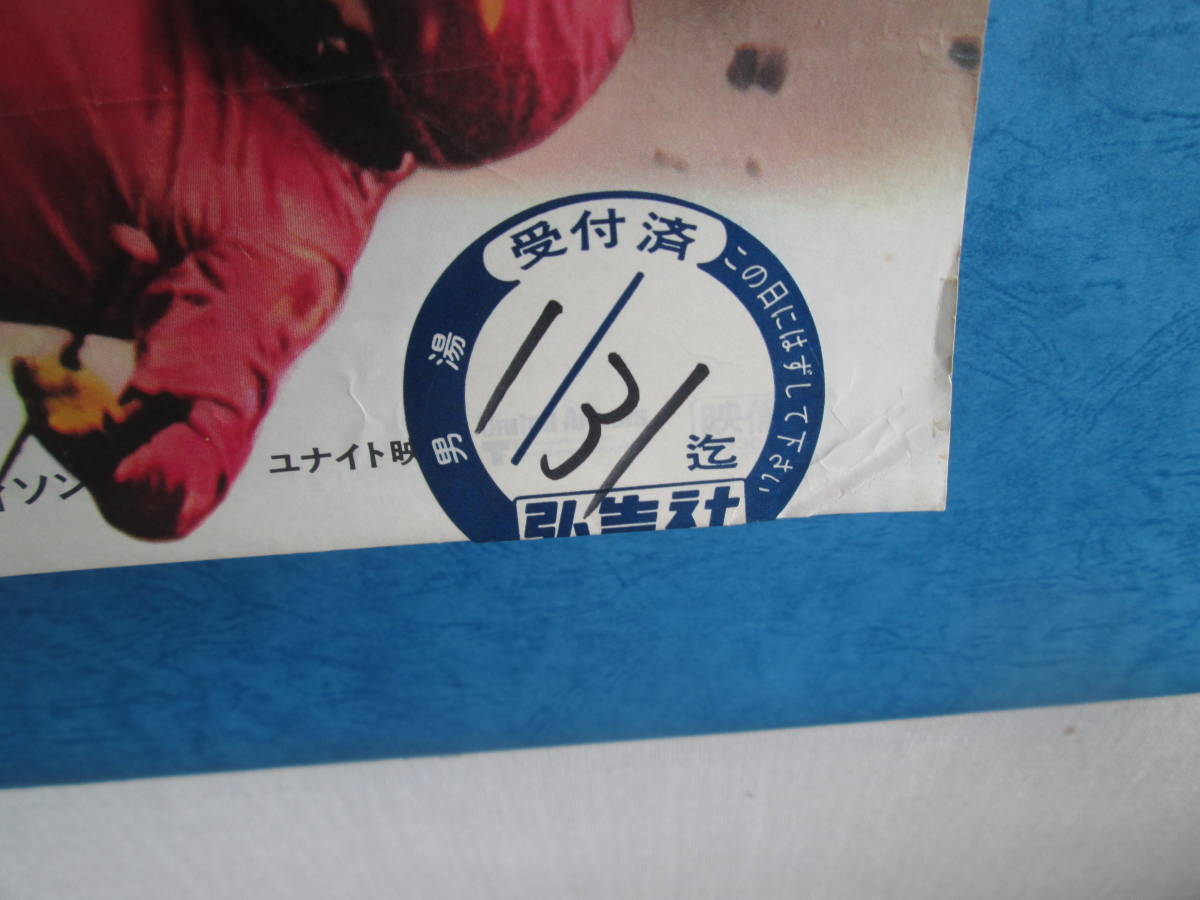 受付済
この日にはずして下さい
男湯
1/31
迄
弘告社
ィソン
ユナイト映